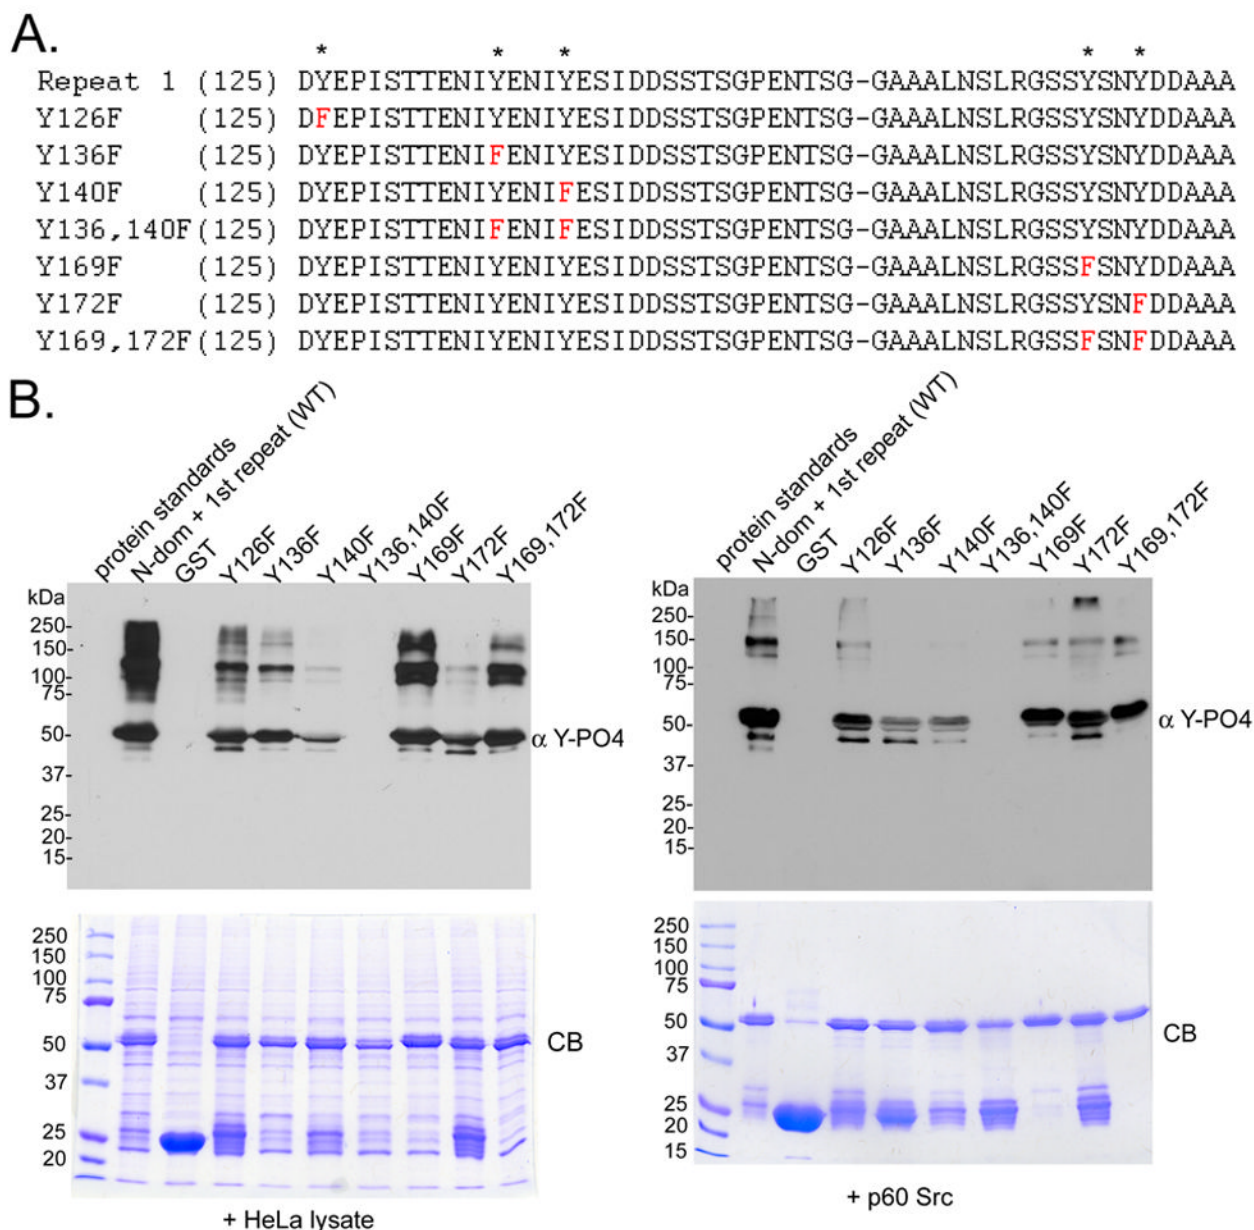 A.
* * * * *
Repeat 1 (125) DYEPISTTENIYENIYESIDDSSTSGPENTSG-GAAALNSLRGSSYSNYDDAAA
Y126F (125) DFEPISTTENIYENIYESIDDSSTSGPENTSG-GAAALNSLRGSSYSNYDDAAA
Y136F (125) DYEPISTTENIFENIYESIDDSSTSGPENTSG-GAAALNSLRGSSYSNYDDAAA
Y140F (125) DYEPISTTENIYENIFESIDDSSTSGPENTSG-GAAALNSLRGSSYSNYDDAAA
Y136,140F (125) DYEPISTTENIFENIFESIDDSSTSGPENTSG-GAAALNSLRGSSYSNYDDAAA
Y169F (125) DYEPISTTENIYENIYESIDDSSTSGPENTSG-GAAALNSLRGSSFSNYDDAAA
Y172F (125) DYEPISTTENIYENIYESIDDSSTSGPENTSG-GAAALNSLRGSSYSNFDDAAA
Y169,172F (125) DYEPISTTENIYENIYESIDDSSTSGPENTSG-GAAALNSLRGSSFSNFDDAAA
B.
protein standards
N-dom + 1st repeat (WT)
GST
Y126F
Y136F
Y140F
Y136,140F
Y169F
Y172F
Y169,172F
kDa
250-
150-
100-
75-
50-
37-
25-
20-
15-
α Y-PO4
250
150
100
75
50
37
25
20
CB
+ HeLa lysate
protein standards
N-dom + 1st repeat (WT)
GST
Y126F
Y136F
Y140F
Y136,140F
Y169F
Y172F
Y169,172F
kDa
250-
150-
100-
75-
50-
37-
25-
20-
15-
α Y-PO4
250
150
100
75
50
37
25
20
15
CB
+ p60 Src